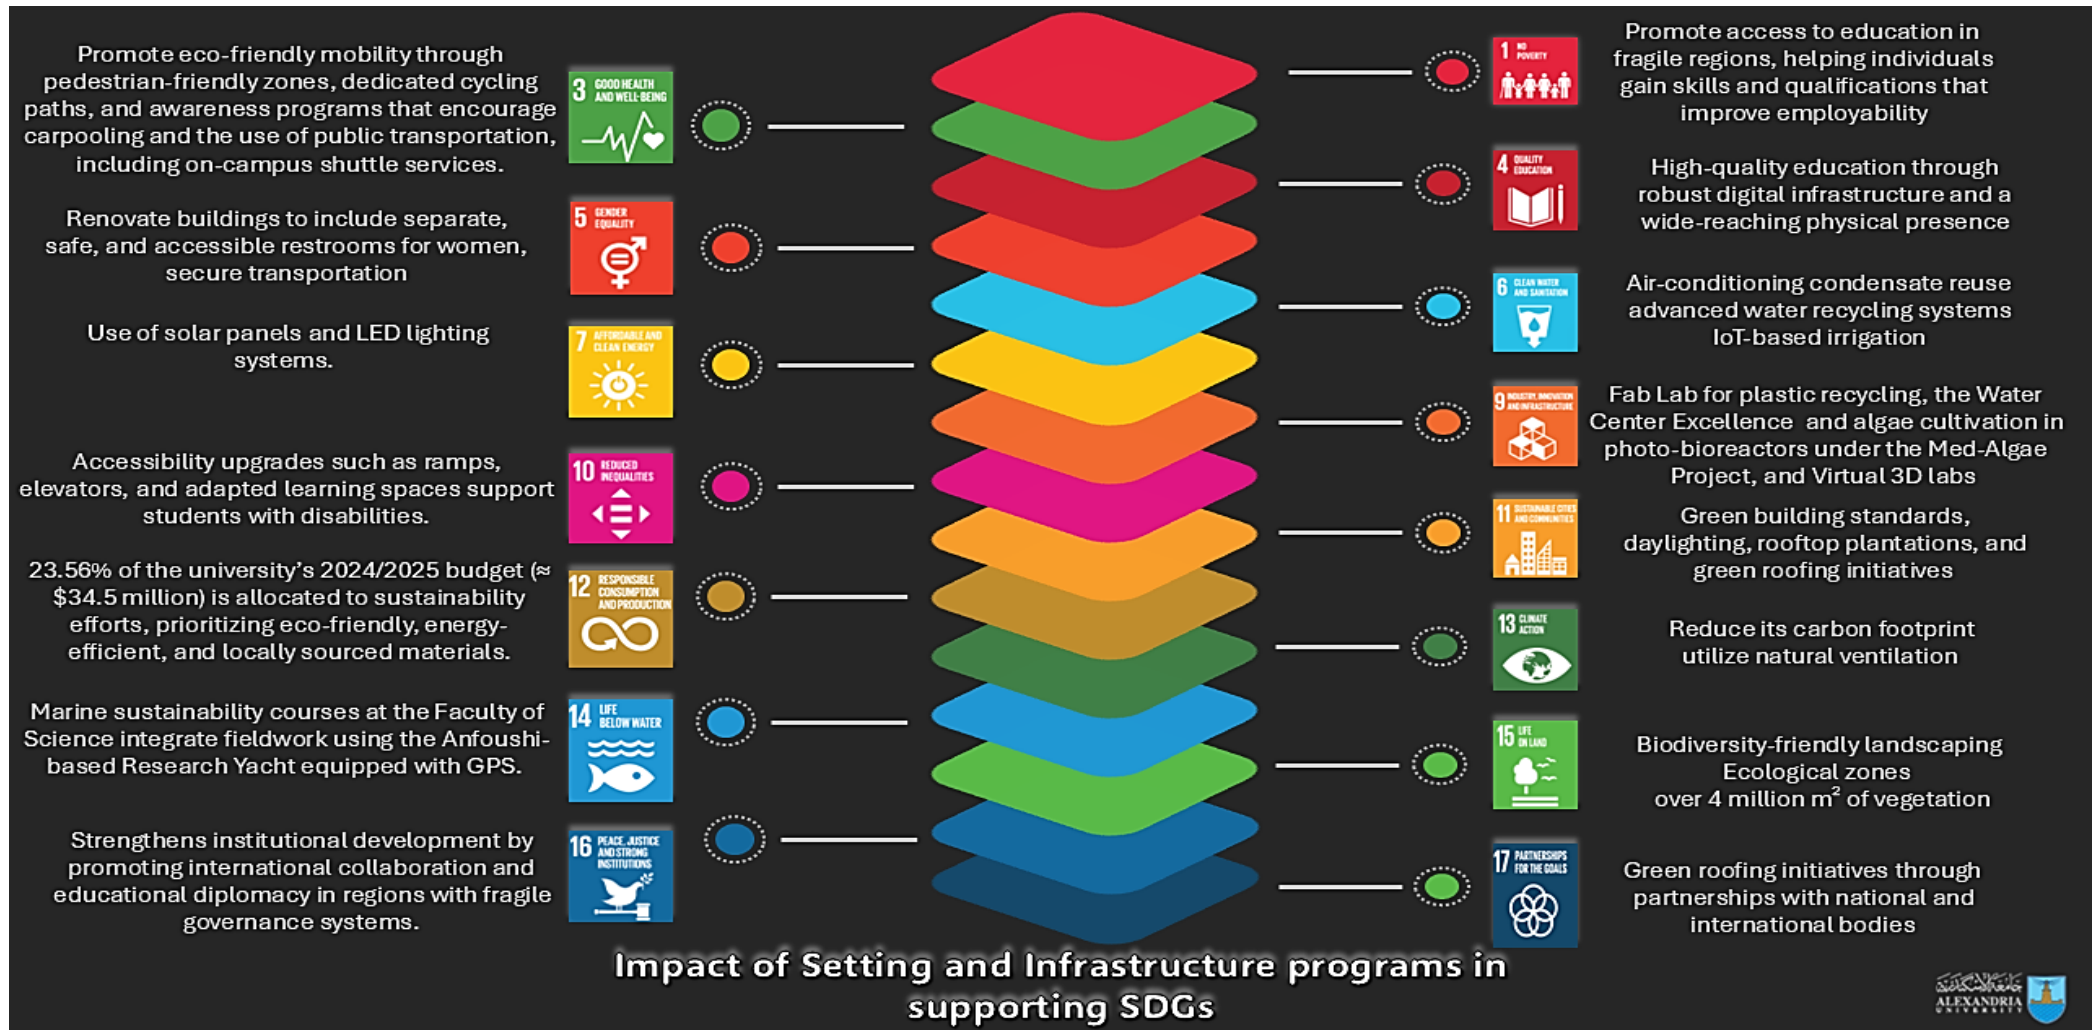 Promote eco-friendly mobility through
pedestrian-friendly zones, dedicated cycling
paths, and awareness programs that encourage
carpooling and the use of public transportation,
including on-campus shuttle services.
3 GOOD HEALTH
AND WELL-BEING
1 NO
POVERTY
Promote access to education in
fragile regions, helping individuals
gain skills and qualifications that
improve employability
Renovate buildings to include separate,
safe, and accessible restrooms for women,
secure transportation
5 GENDER
EQUALITY
4 QUALITY
EDUCATION
High-quality education through
robust digital infrastructure and a
wide-reaching physical presence
Use of solar panels and LED lighting
systems.
7 AFFORDABLE AND
CLEAN ENERGY
6 CLEAN WATER
AND SANITATION
Air-conditioning condensate reuse
advanced water recycling systems
IoT-based irrigation
Accessibility upgrades such as ramps,
elevators, and adapted learning spaces support
students with disabilities.
10 REDUCED
INEQUALITIES
9 INDUSTRY, INNOVATION
AND INFRASTRUCTURE
Fab Lab for plastic recycling, the Water
Center Excellence and algae cultivation in
photo-bioreactors under the Med-Algae
Project, and Virtual 3D labs
23.56% of the university's 2024/2025 budget (≈
$34.5 million) is allocated to sustainability
efforts, prioritizing eco-friendly, energy-
efficient, and locally sourced materials.
12 RESPONSIBLE
CONSUMPTION
AND PRODUCTION
11 SUSTAINABLE CITIES
AND COMMUNITIES
Green building standards,
daylighting, rooftop plantations, and
green roofing initiatives
13 CLIMATE
ACTION
Reduce its carbon footprint
utilize natural ventilation
Marine sustainability courses at the Faculty of
Science integrate fieldwork using the Anfoushi-
based Research Yacht equipped with GPS.
14 LIFE
BELOW WATER
15 LIFE
ON LAND
Biodiversity-friendly landscaping
Ecological zones
over 4 million m² of vegetation
Strengthens institutional development by
promoting international collaboration and
educational diplomacy in regions with fragile
governance systems.
16 PEACE, JUSTICE
AND STRONG
INSTITUTIONS
17 PARTNERSHIPS
FOR THE GOALS
Green roofing initiatives through
partnerships with national and
international bodies
Impact of Setting and Infrastructure programs in
supporting SDGs
جامعة الإسكندرية
ALEXANDRIA
UNIVERSITY